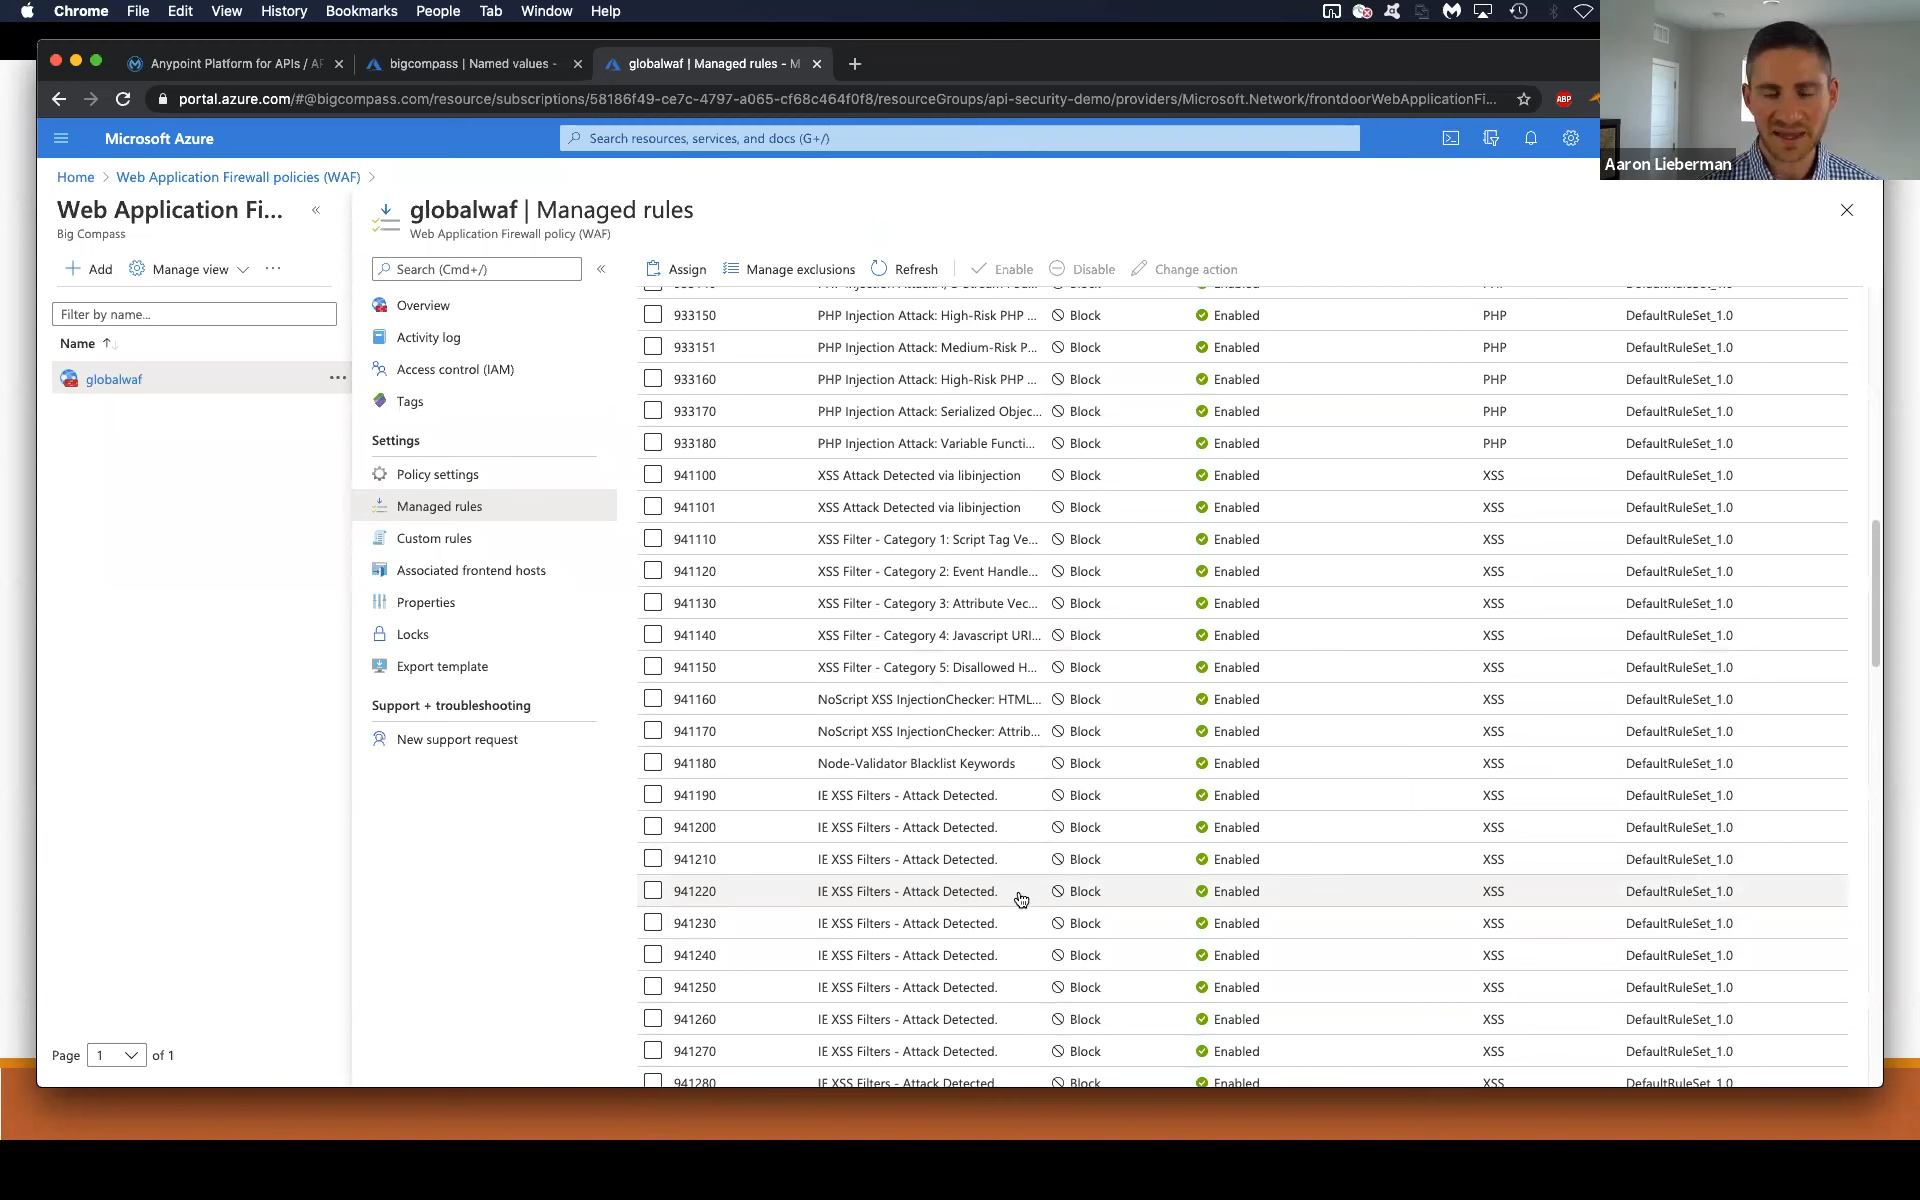 Chrome File Edit View History Bookmarks People Tab Window Help
Anypoint Platform for APIs / AF
bigcompass | Named values -
globalwaf | Managed rules - M
portal.azure.com/#@bigcompass.com/resource/subscriptions/58186f49-ce7c-4797-a065-cf68c464f0f8/resourceGroups/api-security-demo/providers/Microsoft.Network/frontdoorWebApplicationFi...
ABP
Microsoft Azure
Search resources, services, and docs (G+/)
Aaron Lieberman
Home > Web Application Firewall policies (WAF) >
Web Application Fi...
Big Compass
Add Manage view ...
Filter by name...
Name
globalwaf
Page 1 of 1
globalwaf | Managed rules
Web Application Firewall policy (WAF)
Search (Cmd+/)
Overview
Activity log
Access control (IAM)
Tags
Settings
Policy settings
Managed rules
Custom rules
Associated frontend hosts
Properties
Locks
Export template
Support + troubleshooting
New support request
Assign Manage exclusions Refresh Enable Disable Change action
933150 PHP Injection Attack: High-Risk PHP ... Block Enabled PHP DefaultRuleSet_1.0
933151 PHP Injection Attack: Medium-Risk P... Block Enabled PHP DefaultRuleSet_1.0
933160 PHP Injection Attack: High-Risk PHP ... Block Enabled PHP DefaultRuleSet_1.0
933170 PHP Injection Attack: Serialized Objec... Block Enabled PHP DefaultRuleSet_1.0
933180 PHP Injection Attack: Variable Functi... Block Enabled PHP DefaultRuleSet_1.0
941100 XSS Attack Detected via libinjection Block Enabled XSS DefaultRuleSet_1.0
941101 XSS Attack Detected via libinjection Block Enabled XSS DefaultRuleSet_1.0
941110 XSS Filter - Category 1: Script Tag Ve... Block Enabled XSS DefaultRuleSet_1.0
941120 XSS Filter - Category 2: Event Handle... Block Enabled XSS DefaultRuleSet_1.0
941130 XSS Filter - Category 3: Attribute Vec... Block Enabled XSS DefaultRuleSet_1.0
941140 XSS Filter - Category 4: Javascript URI... Block Enabled XSS DefaultRuleSet_1.0
941150 XSS Filter - Category 5: Disallowed H... Block Enabled XSS DefaultRuleSet_1.0
941160 NoScript XSS InjectionChecker: HTML... Block Enabled XSS DefaultRuleSet_1.0
941170 NoScript XSS InjectionChecker: Attrib... Block Enabled XSS DefaultRuleSet_1.0
941180 Node-Validator Blacklist Keywords Block Enabled XSS DefaultRuleSet_1.0
941190 IE XSS Filters - Attack Detected. Block Enabled XSS DefaultRuleSet_1.0
941200 IE XSS Filters - Attack Detected. Block Enabled XSS DefaultRuleSet_1.0
941210 IE XSS Filters - Attack Detected. Block Enabled XSS DefaultRuleSet_1.0
941220 IE XSS Filters - Attack Detected. Block Enabled XSS DefaultRuleSet_1.0
941230 IE XSS Filters - Attack Detected. Block Enabled XSS DefaultRuleSet_1.0
941240 IE XSS Filters - Attack Detected. Block Enabled XSS DefaultRuleSet_1.0
941250 IE XSS Filters - Attack Detected. Block Enabled XSS DefaultRuleSet_1.0
941260 IE XSS Filters - Attack Detected. Block Enabled XSS DefaultRuleSet_1.0
941270 IE XSS Filters - Attack Detected. Block Enabled XSS DefaultRuleSet_1.0
941280 IE XSS Filters - Attack Detected. Block Enabled XSS DefaultRuleSet_1.0